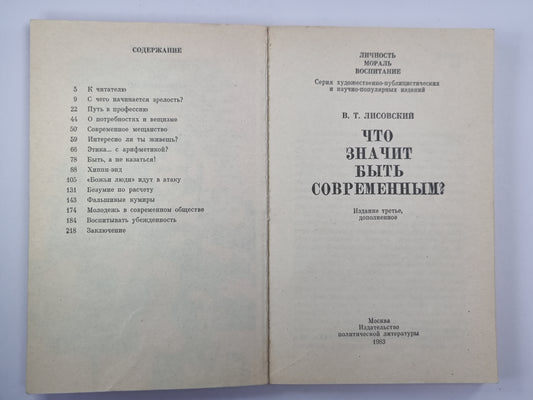 СОДЕРЖАНИЕ
5 К читателю
9 С чего начинается зрелость?
22 Путь в профессию
44 О потребностях и вещизме
50 Современное мещанство
59 Интересно ли ты живешь?
66 Этика... с арифметикой?
78 Быть, а не казаться!
88 Хиппи-энд
105 «Божьи люди» идут в атаку
131 Безумие по расчету
143 Фальшивые кумиры
174 Молодежь в современном обществе
184 Воспитывать убежденность
218 Заключение
ЛИЧНОСТЬ
МОРАЛЬ
ВОСПИТАНИЕ
Серия художественно-публицистических
и научно-популярных изданий
В. Т. ЛИСОВСКИЙ
ЧТО
ЗНАЧИТ
БЫТЬ
СОВРЕМЕННЫМ?
Издание третье,
дополненное
Москва
Издательство
политической литературы
1983